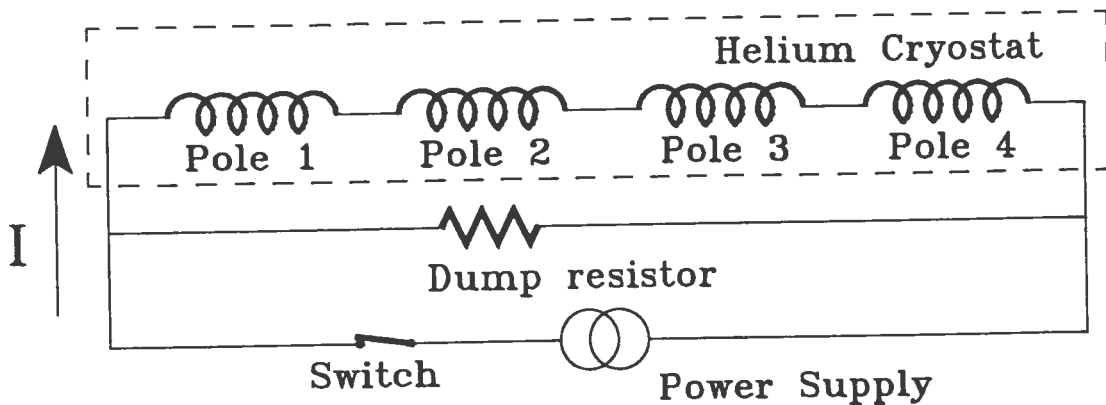 Helium Cryostat
Pole 1
Pole 2
Pole 3
Pole 4
I
Dump resistor
Switch
Power Supply